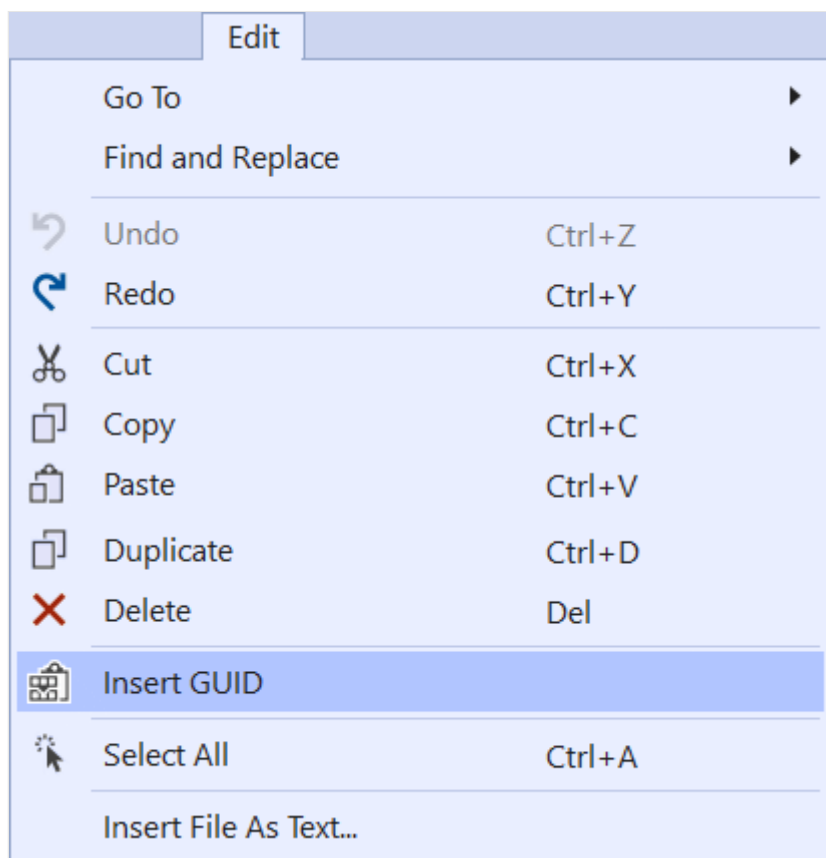 Edit
Go To
Find and Replace
Undo Ctrl+Z
Redo Ctrl+Y
Cut Ctrl+X
Copy Ctrl+C
Paste Ctrl+V
Duplicate Ctrl+D
Delete Del
Insert GUID
Select All Ctrl+A
Insert File As Text...